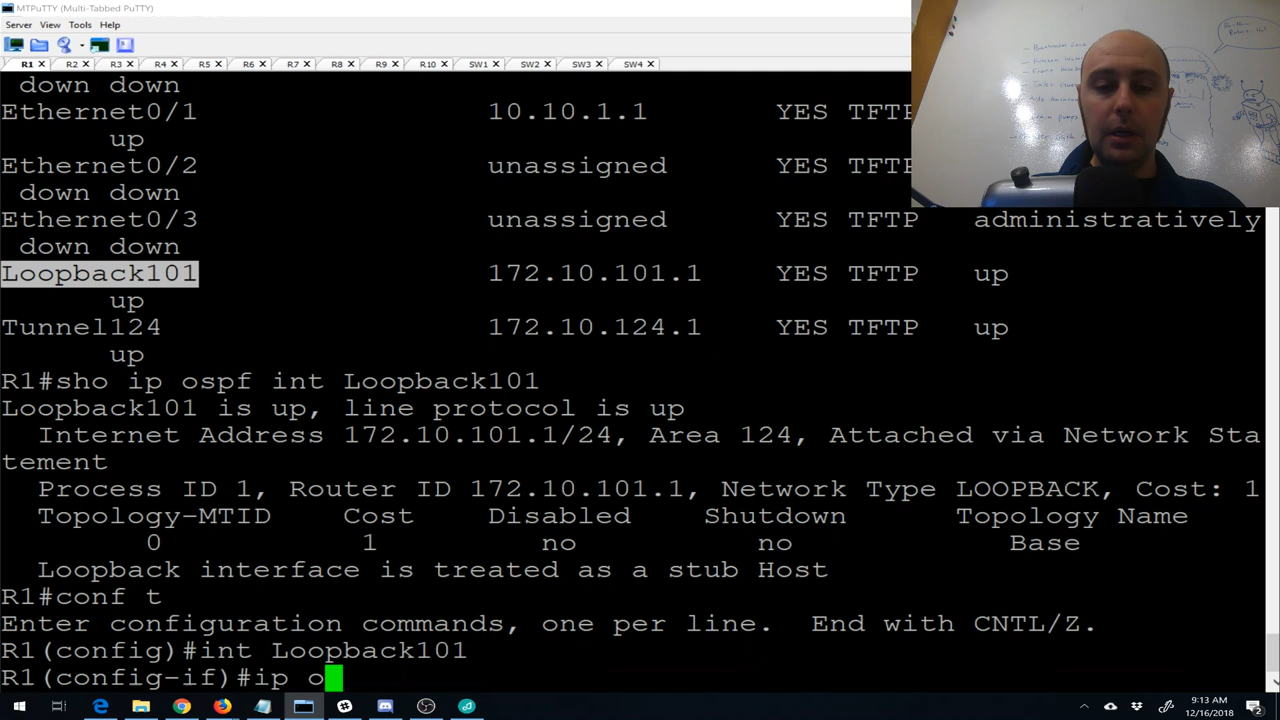 MTPuTTY (Multi-Tabbed PuTTY)
Server View Tools Help
R1 R2 R3 R4 R5 R6 R7 R8 R9 R10 SW1 SW2 SW3 SW4
down down
Ethernet0/1 10.10.1.1 YES TFTP
up
Ethernet0/2 unassigned YES TFTP
down down
Ethernet0/3 unassigned YES TFTP administratively
down down
Loopback101 172.10.101.1 YES TFTP up
up
Tunnel124 172.10.124.1 YES TFTP up
up
R1#sho ip ospf int Loopback101
Loopback101 is up, line protocol is up
Internet Address 172.10.101.1/24, Area 124, Attached via Network Sta
tement
Process ID 1, Router ID 172.10.101.1, Network Type LOOPBACK, Cost: 1
Topology-MTID Cost Disabled Shutdown Topology Name
0 1 no no Base
Loopback interface is treated as a stub Host
R1#conf t
Enter configuration commands, one per line. End with CNTL/Z.
R1(config)#int Loopback101
R1(config-if)#ip o
9:13 AM
12/16/2018
2